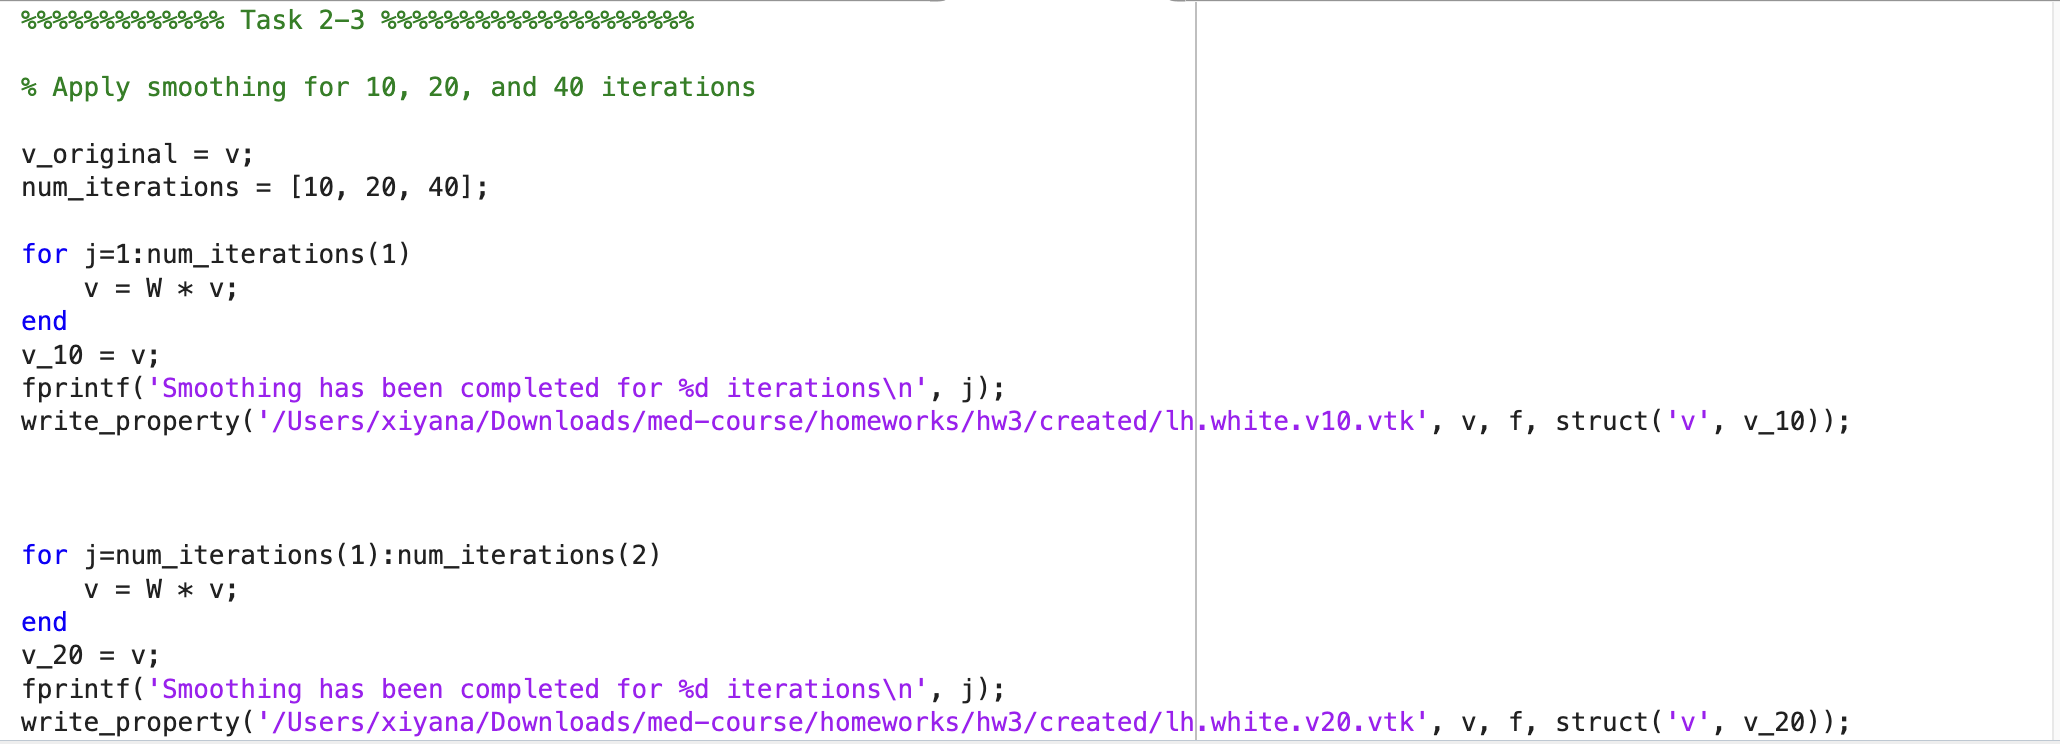 %%%%%%%%%%%%% Task 2-3 %%%%%%%%%%%%%%%%%%%%
% Apply smoothing for 10, 20, and 40 iterations
v_original = v;
num_iterations = [10, 20, 40];
for j=1:num_iterations(1)
    v = W * v;
end
v_10 = v;
fprintf('Smoothing has been completed for %d iterations\n', j);
write_property('/Users/xiyana/Downloads/med-course/homeworks/hw3/created/lh.white.v10.vtk', v, f, struct('v', v_10));
for j=num_iterations(1):num_iterations(2)
    v = W * v;
end
v_20 = v;
fprintf('Smoothing has been completed for %d iterations\n', j);
write_property('/Users/xiyana/Downloads/med-course/homeworks/hw3/created/lh.white.v20.vtk', v, f, struct('v', v_20));